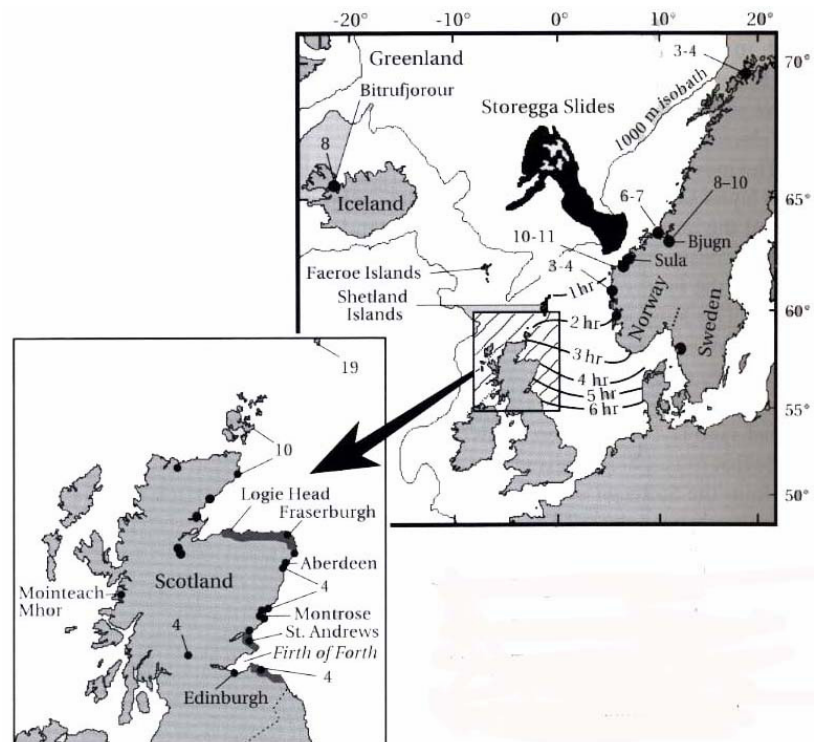 -20°
-10°
0°
10°
20°
Greenland
Bitrufjorour
8
Iceland
Storegga Slides
1000 m isobath
3-4
70°
65°
60°
55°
50°
6-7
8-10
Bjugn
10-11
Sula
3-4
Faeroe Islands
Shetland
Islands
Norway
Sweden
1 hr
2 hr
3 hr
4 hr
5 hr
6 hr
19
10
Logie Head
Fraserburgh
Aberdeen
4
Scotland
Mointeach
Mhor
Montrose
St. Andrews
4
Firth of Forth
4
Edinburgh